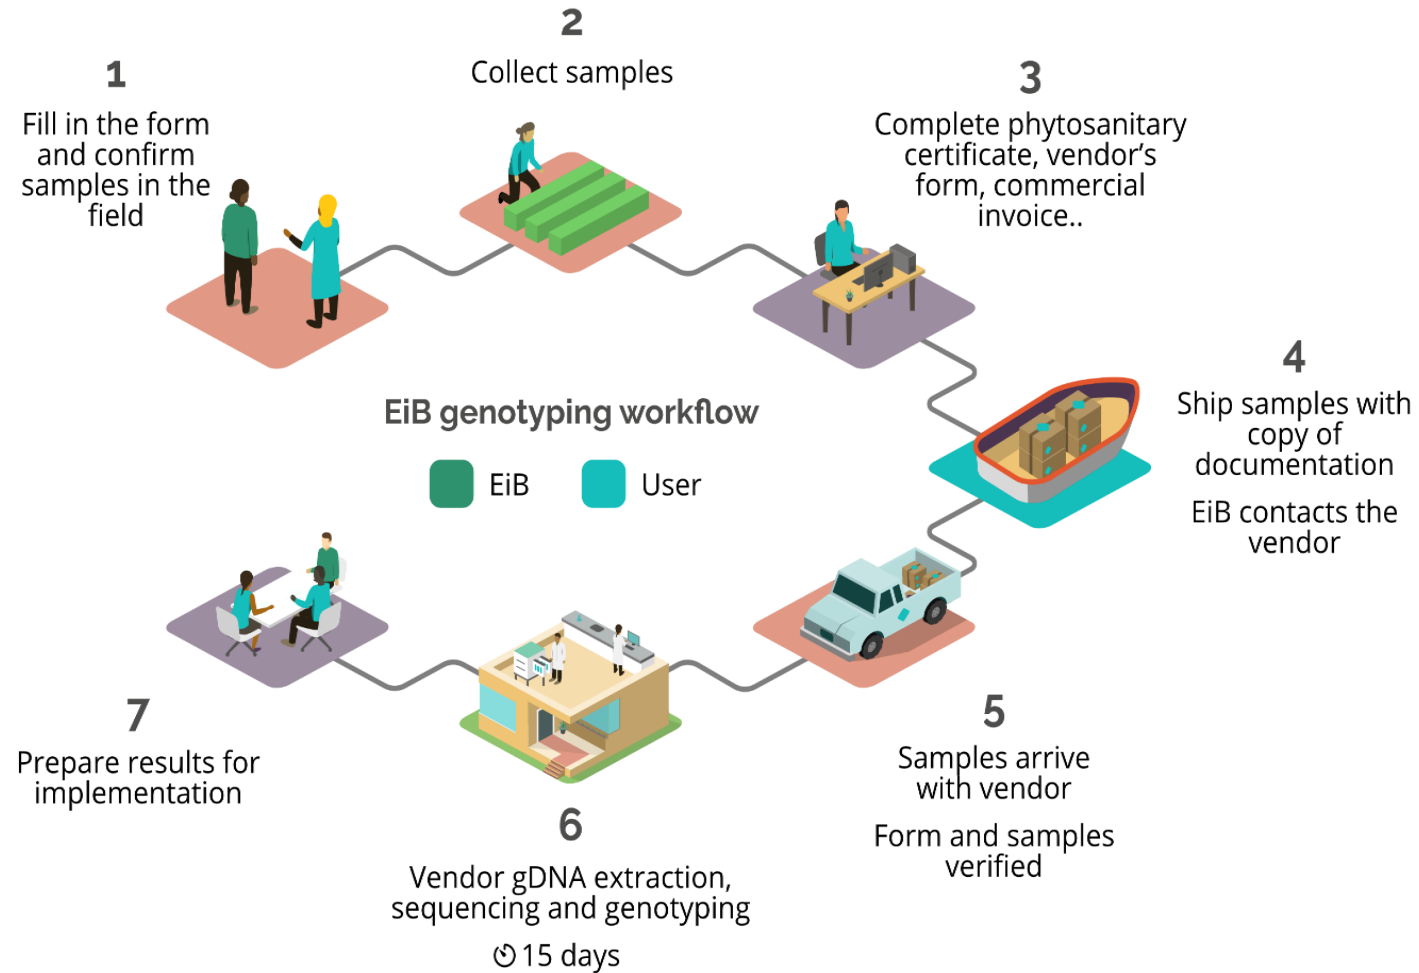 1
Fill in the form
and confirm
samples in the
field
2
Collect samples
3
Complete phytosanitary
certificate, vendor's
form, commercial
invoice..
4
Ship samples with
copy of
documentation
EiB contacts the
vendor
EiB genotyping workflow
EiB
User
5
Samples arrive
with vendor
Form and samples
verified
6
Vendor gDNA extraction,
sequencing and genotyping
15 days
7
Prepare results for
implementation